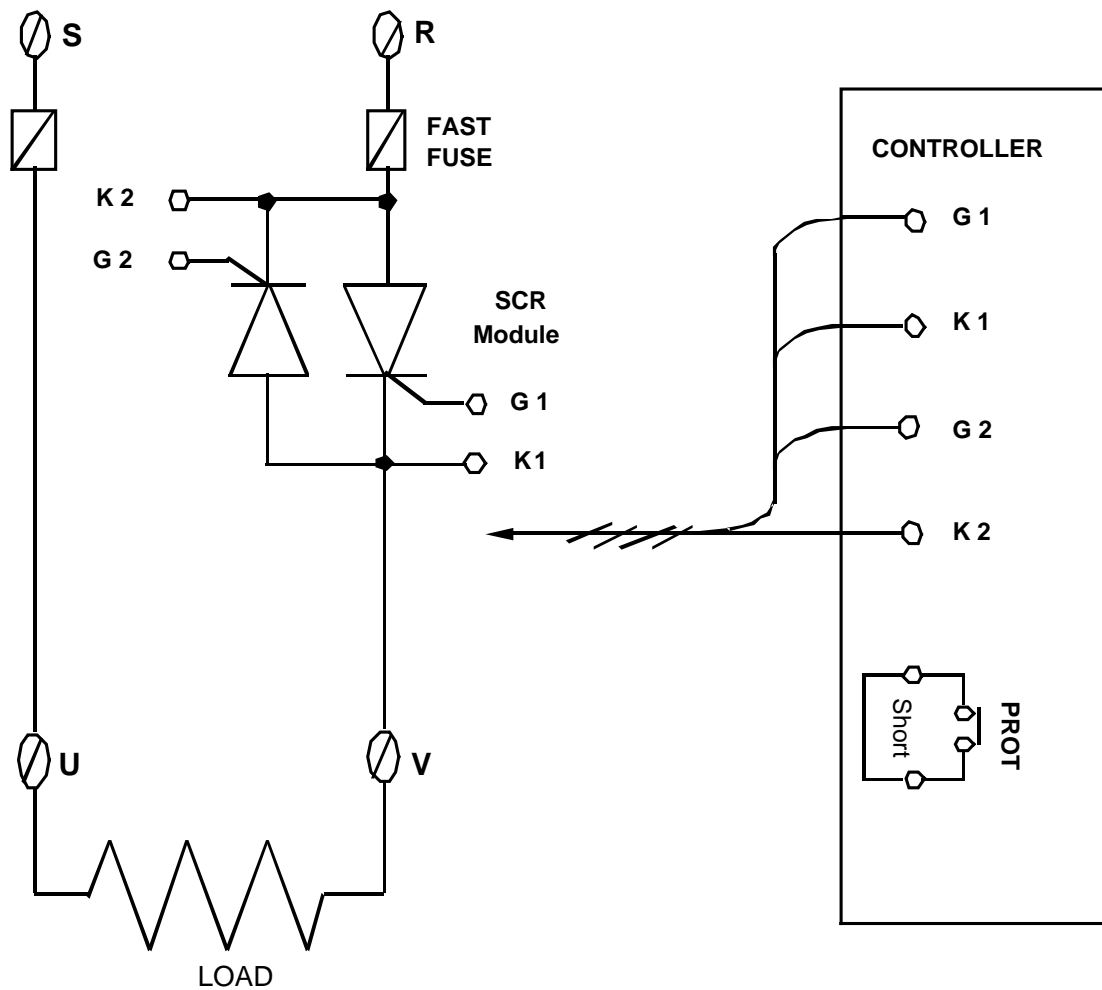 S
R
FAST
FUSE
CONTROLLER
K 2
G 2
SCR
Module
G 1
K1
G 1
K 1
G 2
K 2
Short
PROT
U
V
LOAD